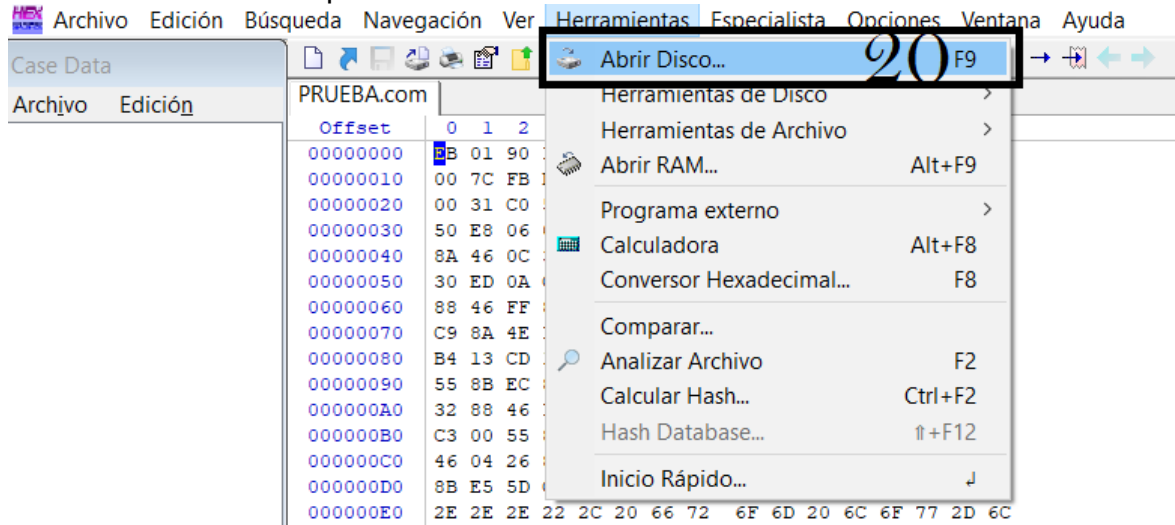 HEX Archivo Edición Búsqueda Navegación Ver Herramientas Especialista Opciones Ventana Ayuda
Case Data
Archivo Edición
PRUEBA.com
Abrir Disco... 20 F9
Herramientas de Disco >
Herramientas de Archivo >
Abrir RAM... Alt+F9
Programa externo >
Calculadora Alt+F8
Conversor Hexadecimal... F8
Comparar...
Analizar Archivo F2
Calcular Hash... Ctrl+F2
Hash Database... ⇑+F12
Inicio Rápido... ↲
Offset 0 1 2
00000000 EB 01 90
00000010 00 7C FB
00000020 00 31 C0
00000030 50 E8 06
00000040 8A 46 0C
00000050 30 ED 0A
00000060 88 46 FF
00000070 C9 8A 4E
00000080 B4 13 CD
00000090 55 8B EC
000000A0 32 88 46
000000B0 C3 00 55
000000C0 46 04 26
000000D0 8B E5 5D
000000E0 2E 2E 2E 22 2C 20 66 72 6F 6D 20 6C 6F 77 2D 6C